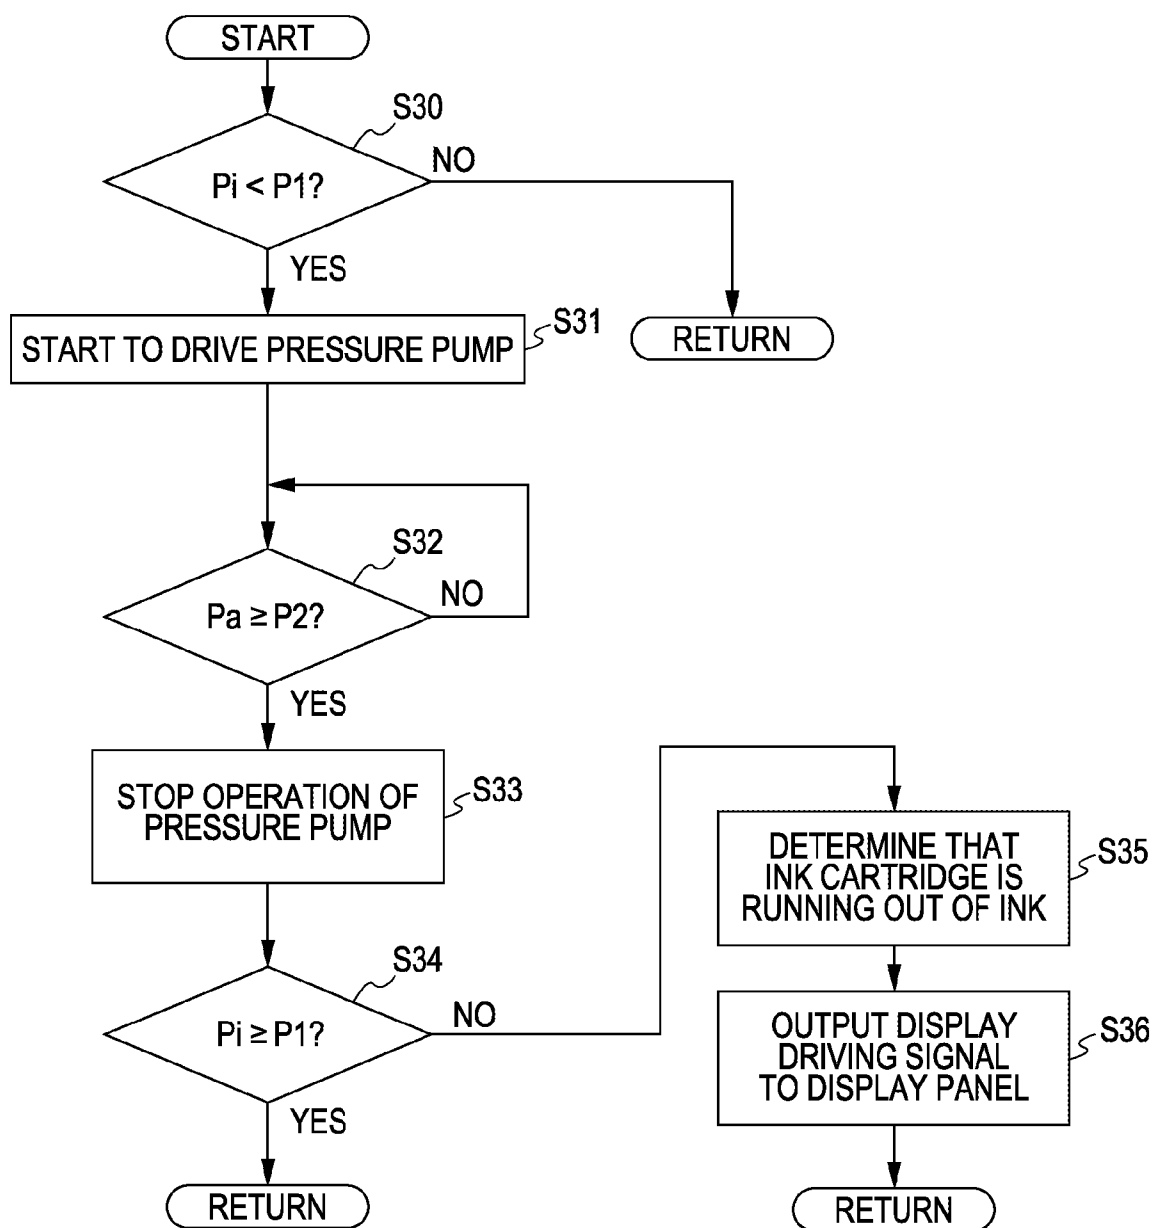 START
S30
Pi < P1?
NO
YES
START TO DRIVE PRESSURE PUMP
S31
RETURN
S32
Pa ≥ P2?
NO
YES
STOP OPERATION OF
PRESSURE PUMP
S33
S34
Pi ≥ P1?
NO
YES
RETURN
DETERMINE THAT
INK CARTRIDGE IS
RUNNING OUT OF INK
S35
OUTPUT DISPLAY
DRIVING SIGNAL
TO DISPLAY PANEL
S36
RETURN